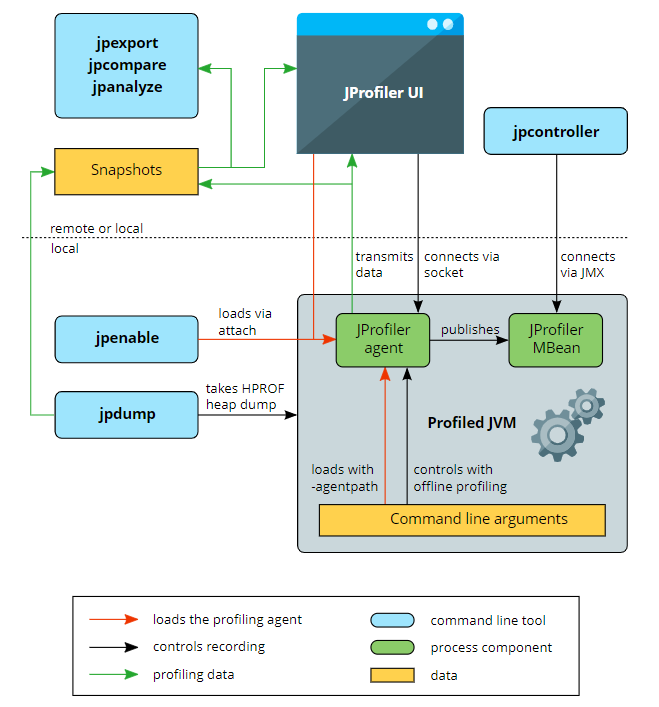 jpexport
jpcompare
jpanalyze
JProfiler UI
jpcontroller
Snapshots
remote or local
local
transmits
data
connects via
socket
connects
via JMX
loads via
attach
jpenable
JProfiler
agent
publishes
JProfiler
MBean
takes HPROF
heap dump
jpdump
Profiled JVM
loads with
-agentpath
controls with
offline profiling
Command line arguments
loads the profiling agent
command line tool
controls recording
process component
profiling data
data